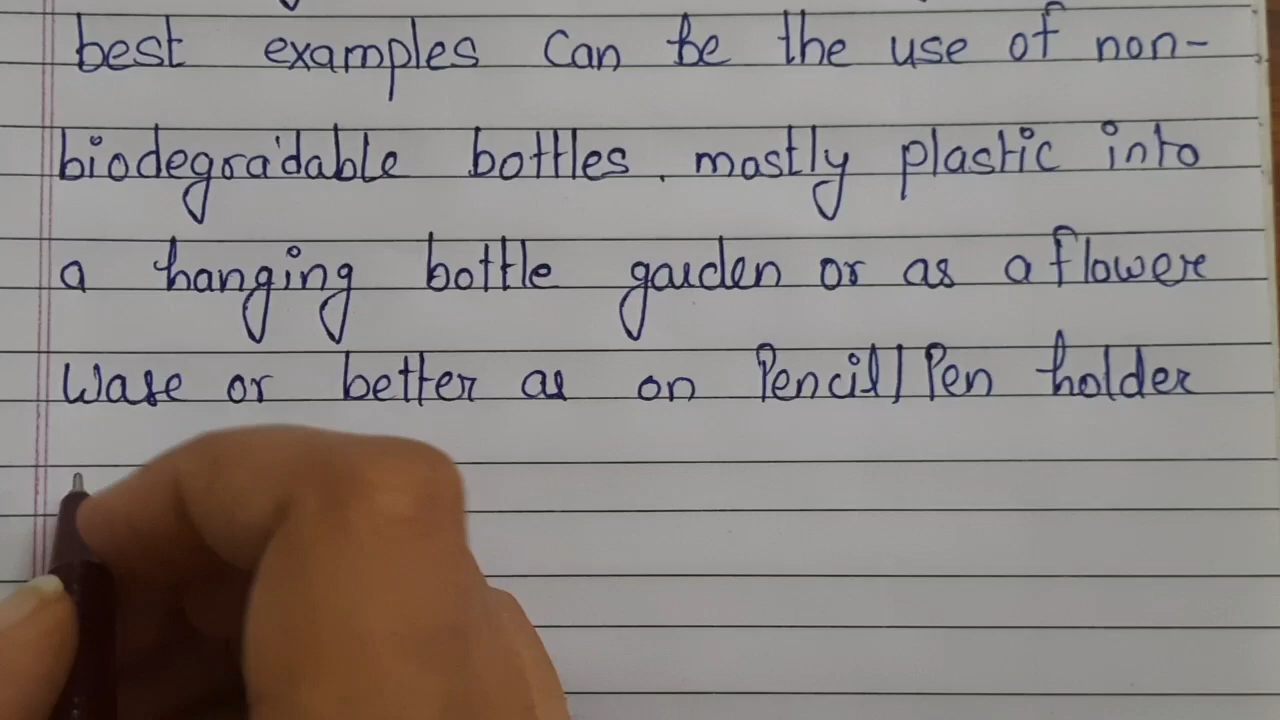 best examples can be the use of non-
biodegradable bottles. mostly plastic into
a hanging bottle garden or as a flower
wase or better as on Pencil/Pen holder